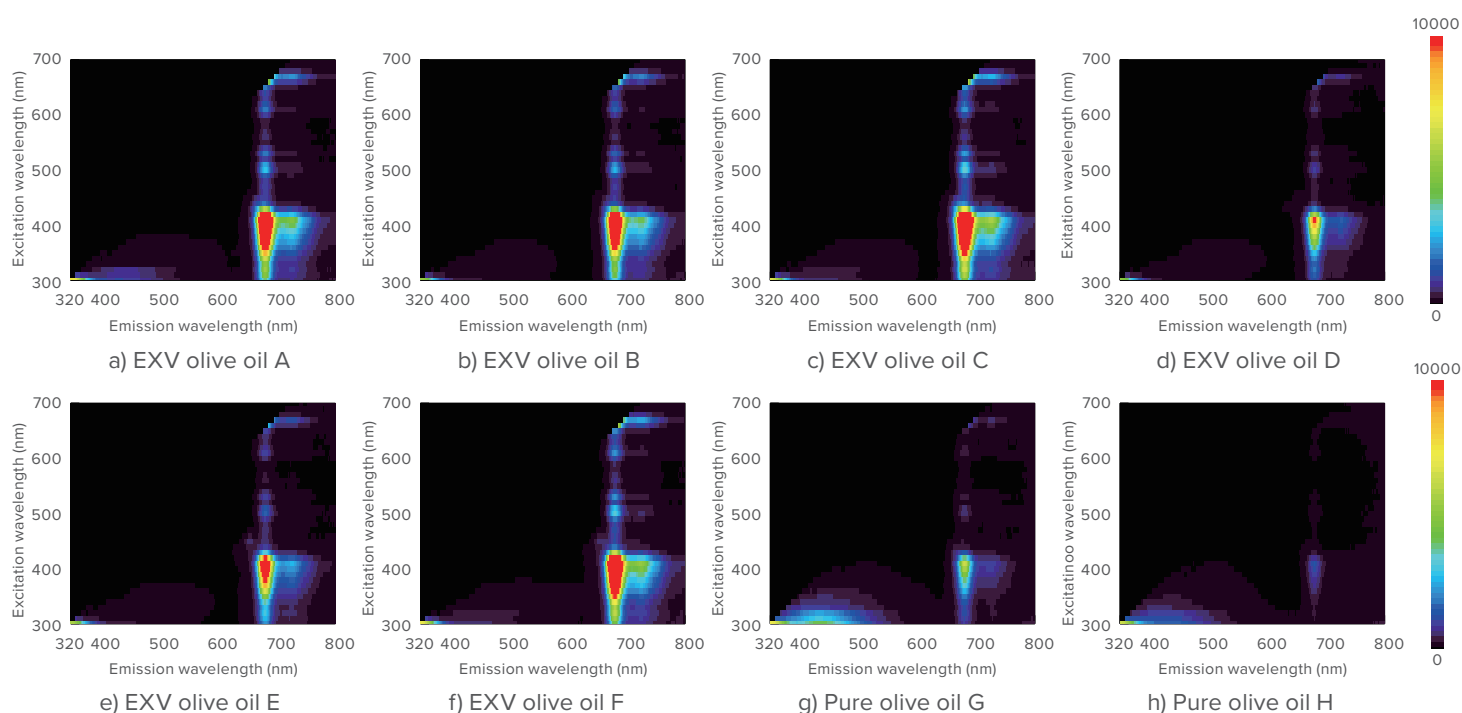 10000
700
600
500
400
300
Excitation wavelength (nm)
320 400 500 600 700 800
Emission wavelength (nm)
a) EXV olive oil A
700
600
500
400
300
Excitation wavelength (nm)
320 400 500 600 700 800
Emission wavelength (nm)
b) EXV olive oil B
700
600
500
400
300
Excitation wavelength (nm)
320 400 500 600 700 800
Emission wavelength (nm)
c) EXV olive oil C
700
600
500
400
300
Exitation wavelength (nm)
320 400 500 600 700 800
Emission wavelength (nm)
d) EXV olive oil D
0
10000
700
600
500
400
300
Excitation wavelength (nm)
320 400 500 600 700 800
Emission wavelength (nm)
e) EXV olive oil E
700
600
500
400
300
Excitation wavelength (nm)
320 400 500 600 700 800
Emission wavelength (nm)
f) EXV olive oil F
700
600
500
400
300
Excitation wavelength (nm)
320 400 500 600 700 800
Emission wavelength (nm)
g) Pure olive oil G
700
600
500
400
300
Excitatinoo wavelength (nm)
320 400 500 600 700 800
Emission wavelength (nm)
h) Pure olive oil H
0